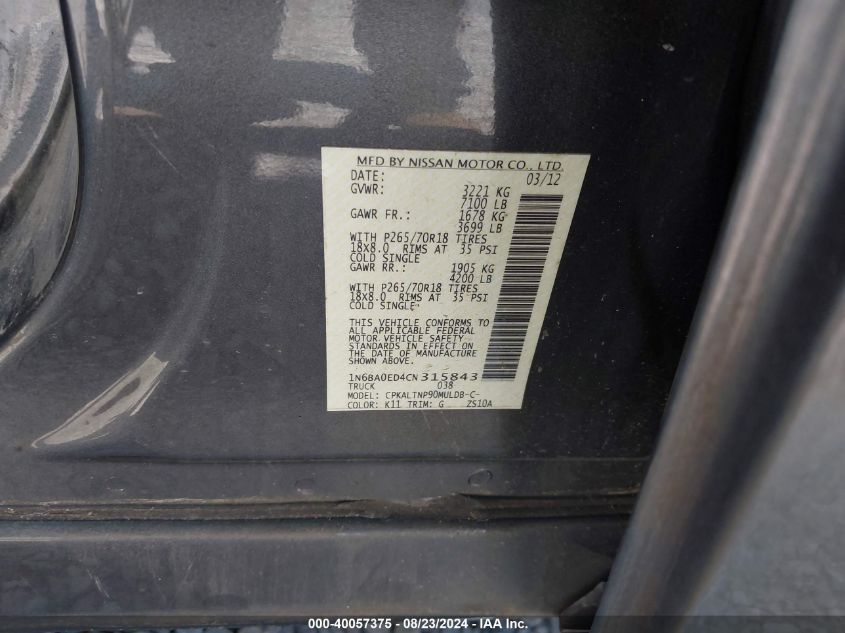 MFD BY NISSAN MOTOR CO., LTD.
DATE: 03/12
GVWR: 3221 KG
7100 LB
GAWR FR.: 1678 KG
3699 LB
WITH P265/70R18 TIRES
18X8.0 RIMS AT 35 PSI
COLD SINGLE
GAWR RR.: 1905 KG
4200 LB
WITH P265/70R18 TIRES
18X8.0 RIMS AT 35 PSI
COLD SINGLE
THIS VEHICLE CONFORMS TO
ALL APPLICABLE FEDERAL
MOTOR VEHICLE SAFETY
STANDARDS IN EFFECT ON
THE DATE OF MANUFACTURE
SHOWN ABOVE.
1N6BA0ED4CN315843
TRUCK 038
MODEL: CPKALTNP90MULDB-C-
COLOR: K11 TRIM: G ZS10A
000-40057375 - 08/23/2024 - IAA Inc.